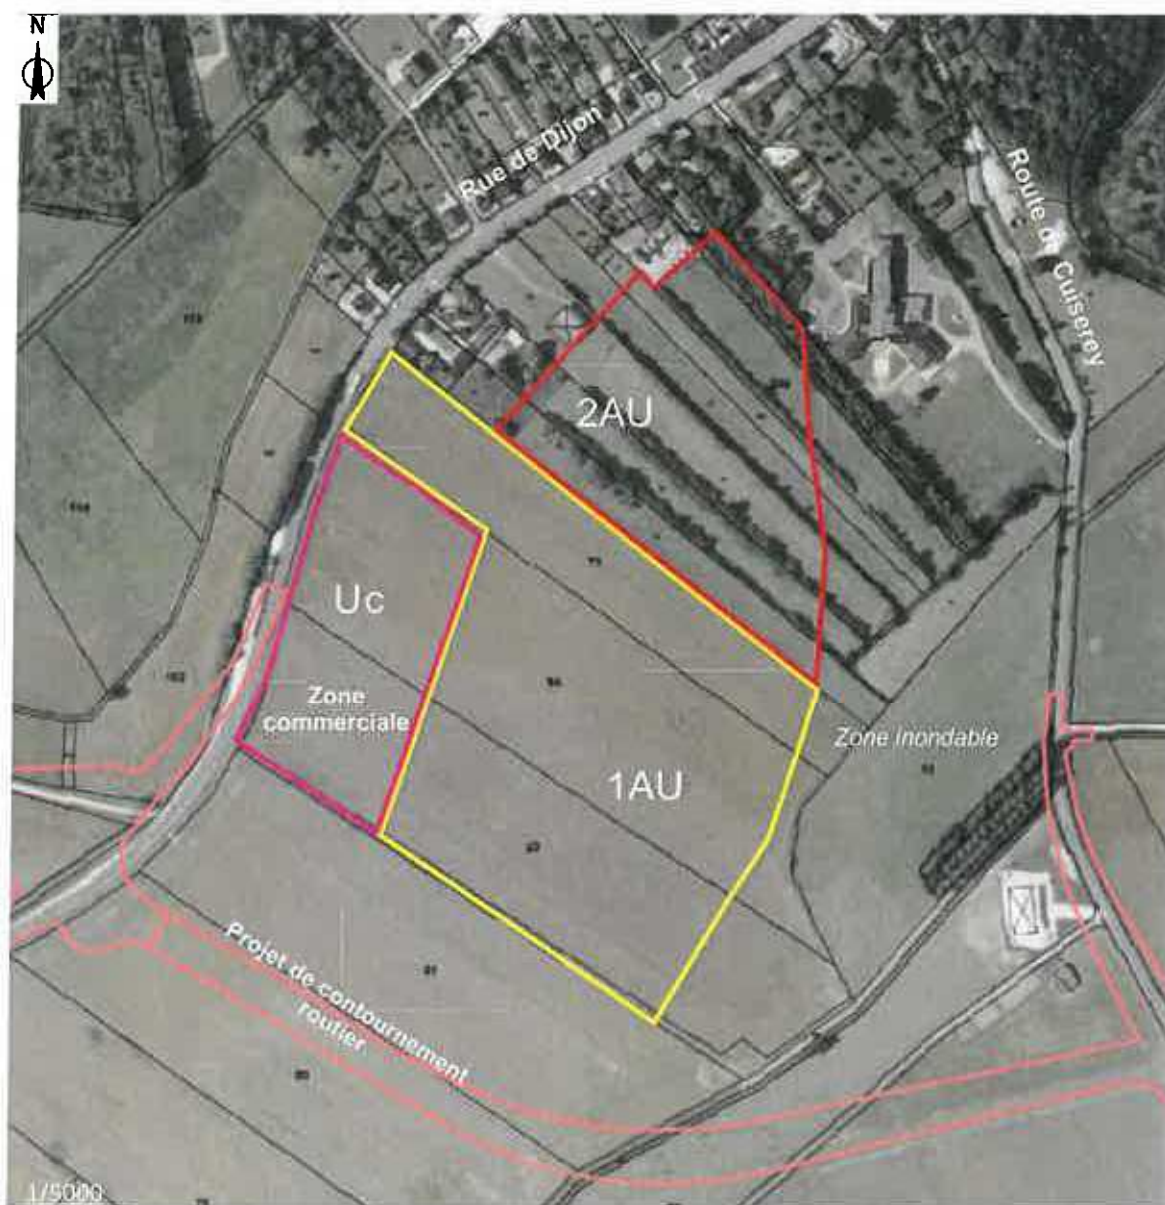 N
Rue de Dijon
Route de Cuiserey
2AU
Uc
Zone
commerciale
1AU
Zone inondable
Projet de contournement
routier
1/5000